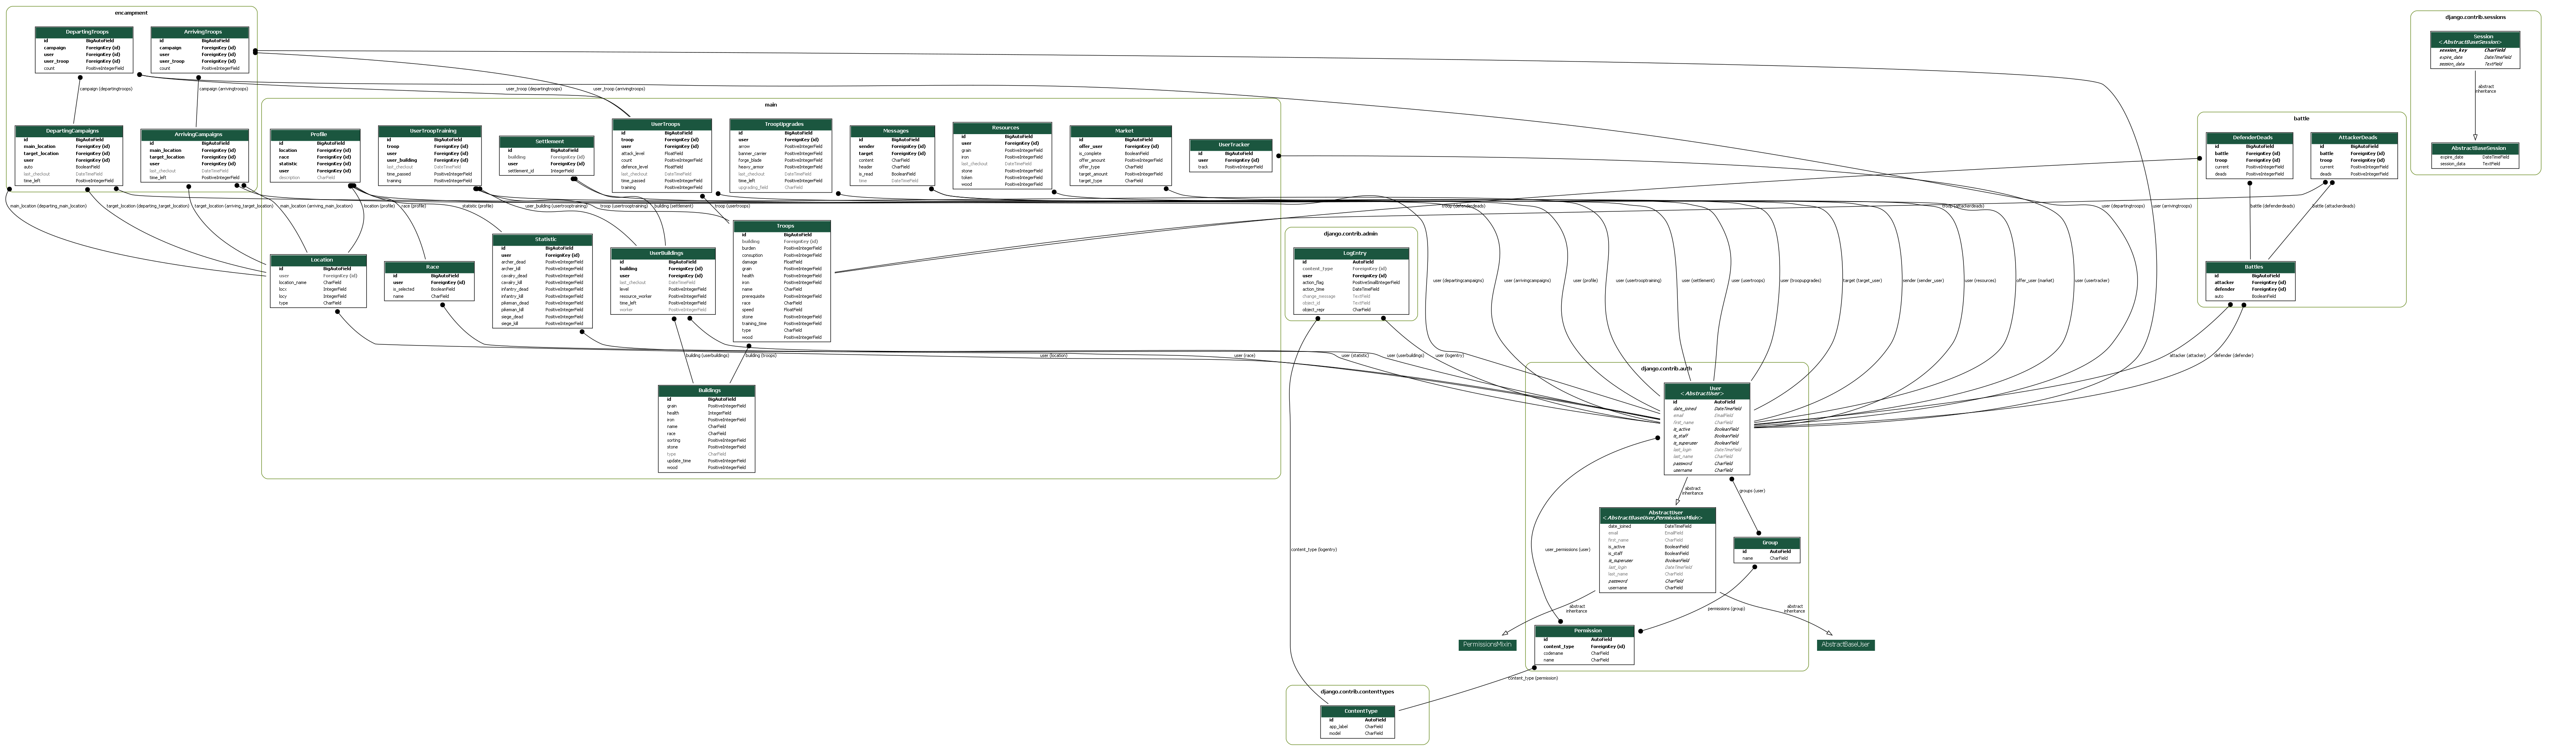 encampment
DepartingTroops
id BigAutoField
campaign ForeignKey (id)
user ForeignKey (id)
user_troop ForeignKey (id)
count PositiveIntegerField
ArrivingTroops
id BigAutoField
campaign ForeignKey (id)
user ForeignKey (id)
user_troop ForeignKey (id)
count PositiveIntegerField
campaign (departingtroops)
campaign (arrivingtroops)
user_troop (departingtroops)
user_troop (arrivingtroops)
DepartingCampaigns
id BigAutoField
main_location ForeignKey (id)
target_location ForeignKey (id)
user ForeignKey (id)
auto BooleanField
last_checkout DateTimeField
time_left PositiveIntegerField
ArrivingCampaigns
id BigAutoField
main_location ForeignKey (id)
target_location ForeignKey (id)
user ForeignKey (id)
last_checkout DateTimeField
time_left PositiveIntegerField
main
Profile
id BigAutoField
location ForeignKey (id)
race ForeignKey (id)
statistic ForeignKey (id)
user ForeignKey (id)
description CharField
UserTroopTraining
id BigAutoField
troop ForeignKey (id)
user ForeignKey (id)
user_building ForeignKey (id)
last_checkout DateTimeField
time_passed PositiveIntegerField
training PositiveIntegerField
Settlement
id BigAutoField
building ForeignKey (id)
user ForeignKey (id)
settlement_id IntegerField
UserTroops
id BigAutoField
troop ForeignKey (id)
user ForeignKey (id)
attack_level FloatField
count PositiveIntegerField
defence_level FloatField
last_checkout DateTimeField
time_passed PositiveIntegerField
training PositiveIntegerField
TroopUpgrades
id BigAutoField
user ForeignKey (id)
arrow PositiveIntegerField
banner_carrier PositiveIntegerField
forge_blade PositiveIntegerField
heavy_armor PositiveIntegerField
last_checkout DateTimeField
time_left PositiveIntegerField
upgrading_field CharField
Messages
id BigAutoField
sender ForeignKey (id)
target ForeignKey (id)
content CharField
header CharField
is_read BooleanField
time DateTimeField
Resources
id BigAutoField
user ForeignKey (id)
grain PositiveIntegerField
iron PositiveIntegerField
last_checkout DateTimeField
stone PositiveIntegerField
token PositiveIntegerField
wood PositiveIntegerField
Market
id BigAutoField
offer_user ForeignKey (id)
is_complete BooleanField
offer_amount PositiveIntegerField
offer_type CharField
target_amount PositiveIntegerField
target_type CharField
UserTracker
id BigAutoField
user ForeignKey (id)
track PositiveIntegerField
main_location (departing_main_location)
target_location (departing_target_location)
target_location (arriving_target_location)
main_location (arriving_main_location)
location (profile)
race (profile)
statistic (profile)
user_building (usertrooptraining)
troop (usertrooptraining)
building (settlement)
troop (usertroops)
troop (defenderdeads)
troop (attackerdeads)
user (departingtroops)
user (arrivingtroops)
Location
id BigAutoField
user ForeignKey (id)
location_name CharField
locx IntegerField
locy IntegerField
type CharField
Race
id BigAutoField
user ForeignKey (id)
is_selected BooleanField
name CharField
Statistic
id BigAutoField
user ForeignKey (id)
archer_dead PositiveIntegerField
archer_kill PositiveIntegerField
cavalry_dead PositiveIntegerField
cavalry_kill PositiveIntegerField
infantry_dead PositiveIntegerField
infantry_kill PositiveIntegerField
pikeman_dead PositiveIntegerField
pikeman_kill PositiveIntegerField
siege_dead PositiveIntegerField
siege_kill PositiveIntegerField
UserBuildings
id BigAutoField
building ForeignKey (id)
user ForeignKey (id)
last_checkout DateTimeField
level PositiveIntegerField
resource_worker PositiveIntegerField
time_left PositiveIntegerField
worker PositiveIntegerField
Troops
id BigAutoField
building ForeignKey (id)
burden PositiveIntegerField
consuption PositiveIntegerField
damage FloatField
grain PositiveIntegerField
health PositiveIntegerField
iron PositiveIntegerField
name CharField
prerequiste PositiveIntegerField
race CharField
speed FloatField
stone PositiveIntegerField
training_time PositiveIntegerField
type CharField
wood PositiveIntegerField
building (userbuildings)
building (troops)
user (location)
user (race)
user (statistic)
user (userbuildings)
user (logentry)
Buildings
id BigAutoField
grain PositiveIntegerField
health IntegerField
iron PositiveIntegerField
name CharField
race CharField
sorting PositiveIntegerField
stone PositiveIntegerField
type CharField
update_time PositiveIntegerField
wood PositiveIntegerField
django.contrib.admin
LogEntry
id AutoField
content_type ForeignKey (id)
user ForeignKey (id)
action_flag PositiveSmallIntegerField
action_time DateTimeField
change_message TextField
object_id TextField
object_repr CharField
user (departingcampaigns)
user (arrivingcampaigns)
user (profile)
user (usertrooptraining)
user (settlement)
user (usertroops)
user (troopupgrades)
target (target_user)
sender (sender_user)
user (resources)
offer_user (market)
user (usertracker)
attacker (attacker)
defender (defender)
django.contrib.auth
User
<AbstractUser>
id AutoField
date_joined DateTimeField
email EmailField
first_name CharField
is_active BooleanField
is_staff BooleanField
is_superuser BooleanField
last_login DateTimeField
last_name CharField
password CharField
username CharField
abstract
inheritance
groups (user)
AbstractUser
<AbstractBaseUser,PermissionsMixin>
date_joined DateTimeField
email EmailField
first_name CharField
is_active BooleanField
is_staff BooleanField
is_superuser BooleanField
last_login DateTimeField
last_name CharField
password CharField
username CharField
user_permissions (user)
Group
id AutoField
name CharField
content_type (logentry)
abstract
inheritance
permissions (group)
abstract
inheritance
PermissionsMixin
Permission
id AutoField
content_type ForeignKey (id)
codename CharField
name CharField
AbstractBaseUser
content_type (permission)
django.contrib.contenttypes
ContentType
id AutoField
app_label CharField
model CharField
battle
DefenderDeads
id BigAutoField
battle ForeignKey (id)
troop ForeignKey (id)
current PositiveIntegerField
deads PositiveIntegerField
AttackerDeads
id BigAutoField
battle ForeignKey (id)
troop ForeignKey (id)
current PositiveIntegerField
deads PositiveIntegerField
battle (defenderdeads)
battle (attackerdeads)
Battles
id BigAutoField
attacker ForeignKey (id)
defender ForeignKey (id)
auto BooleanField
django.contrib.sessions
Session
<AbstractBaseSession>
session_key CharField
expire_date DateTimeField
session_data TextField
abstract
inheritance
AbstractBaseSession
expire_date DateTimeField
session_data TextField